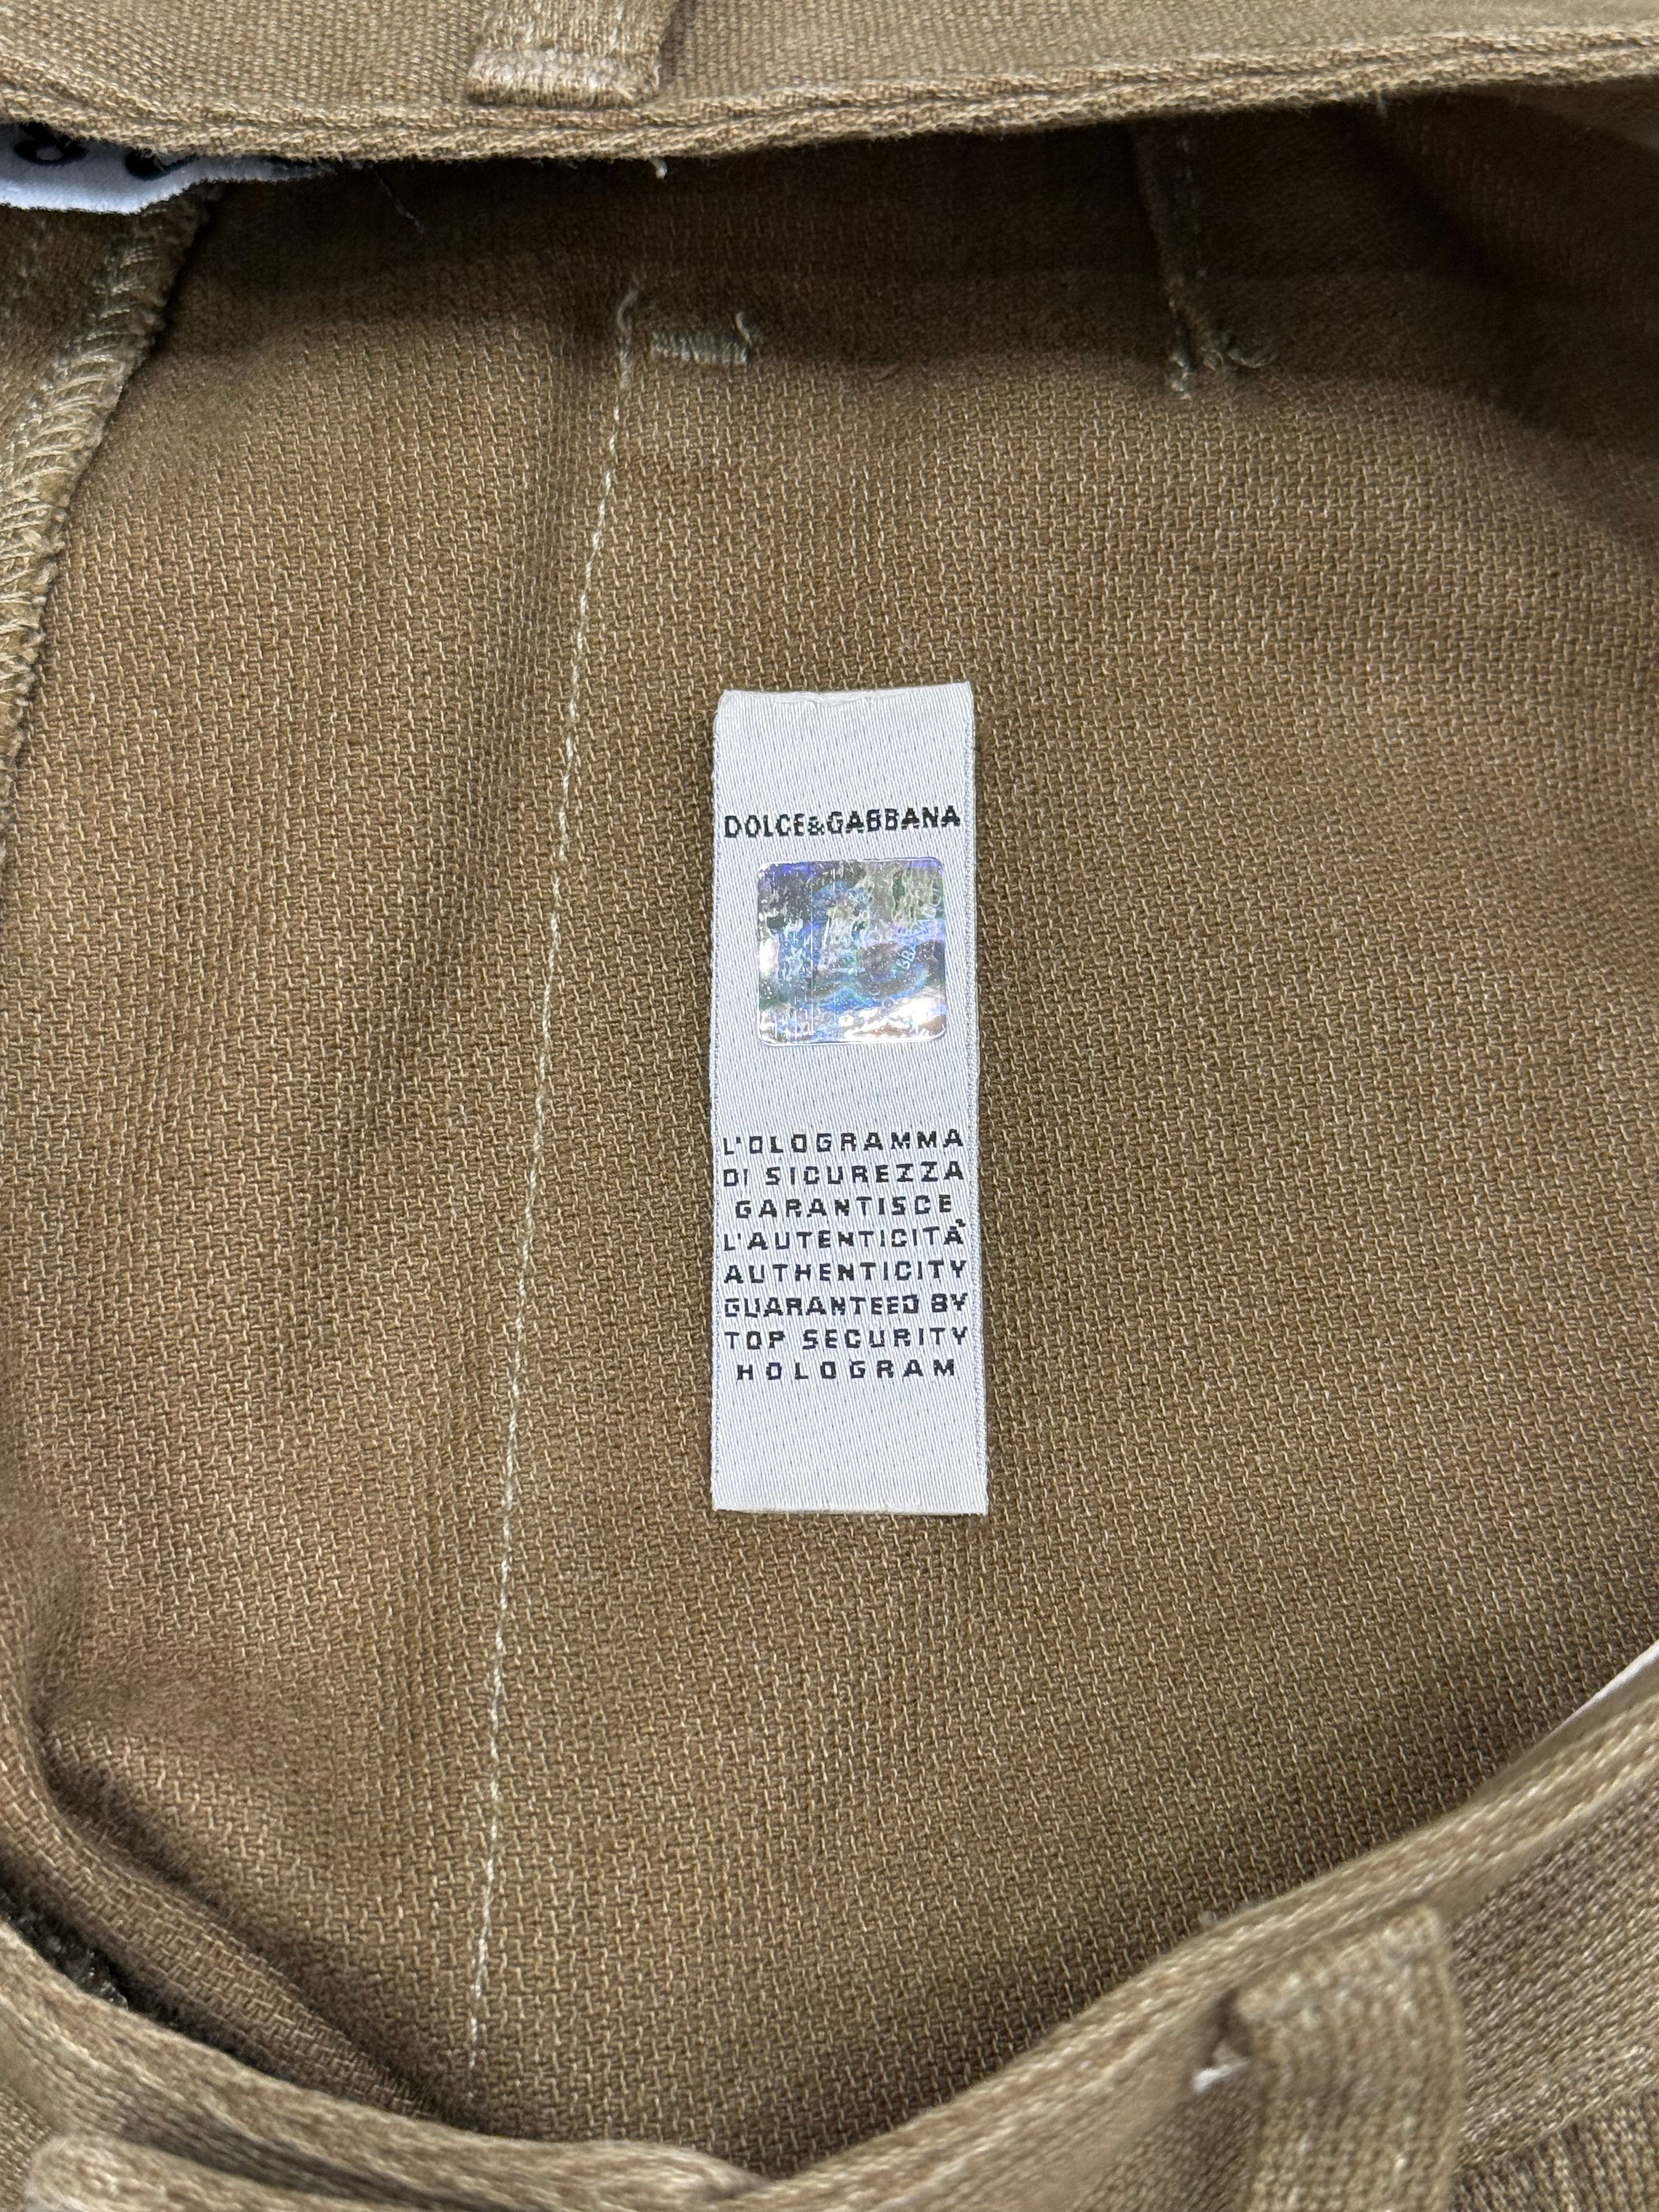 DOLCE&GABBANA
L'OLOGRAMMA
DI SICUREZZA
GARANTISCE
L'AUTENTICITÀ
AUTHENTICITY
GUARANTEED BY
TOP SECURITY
HOLOGRAM